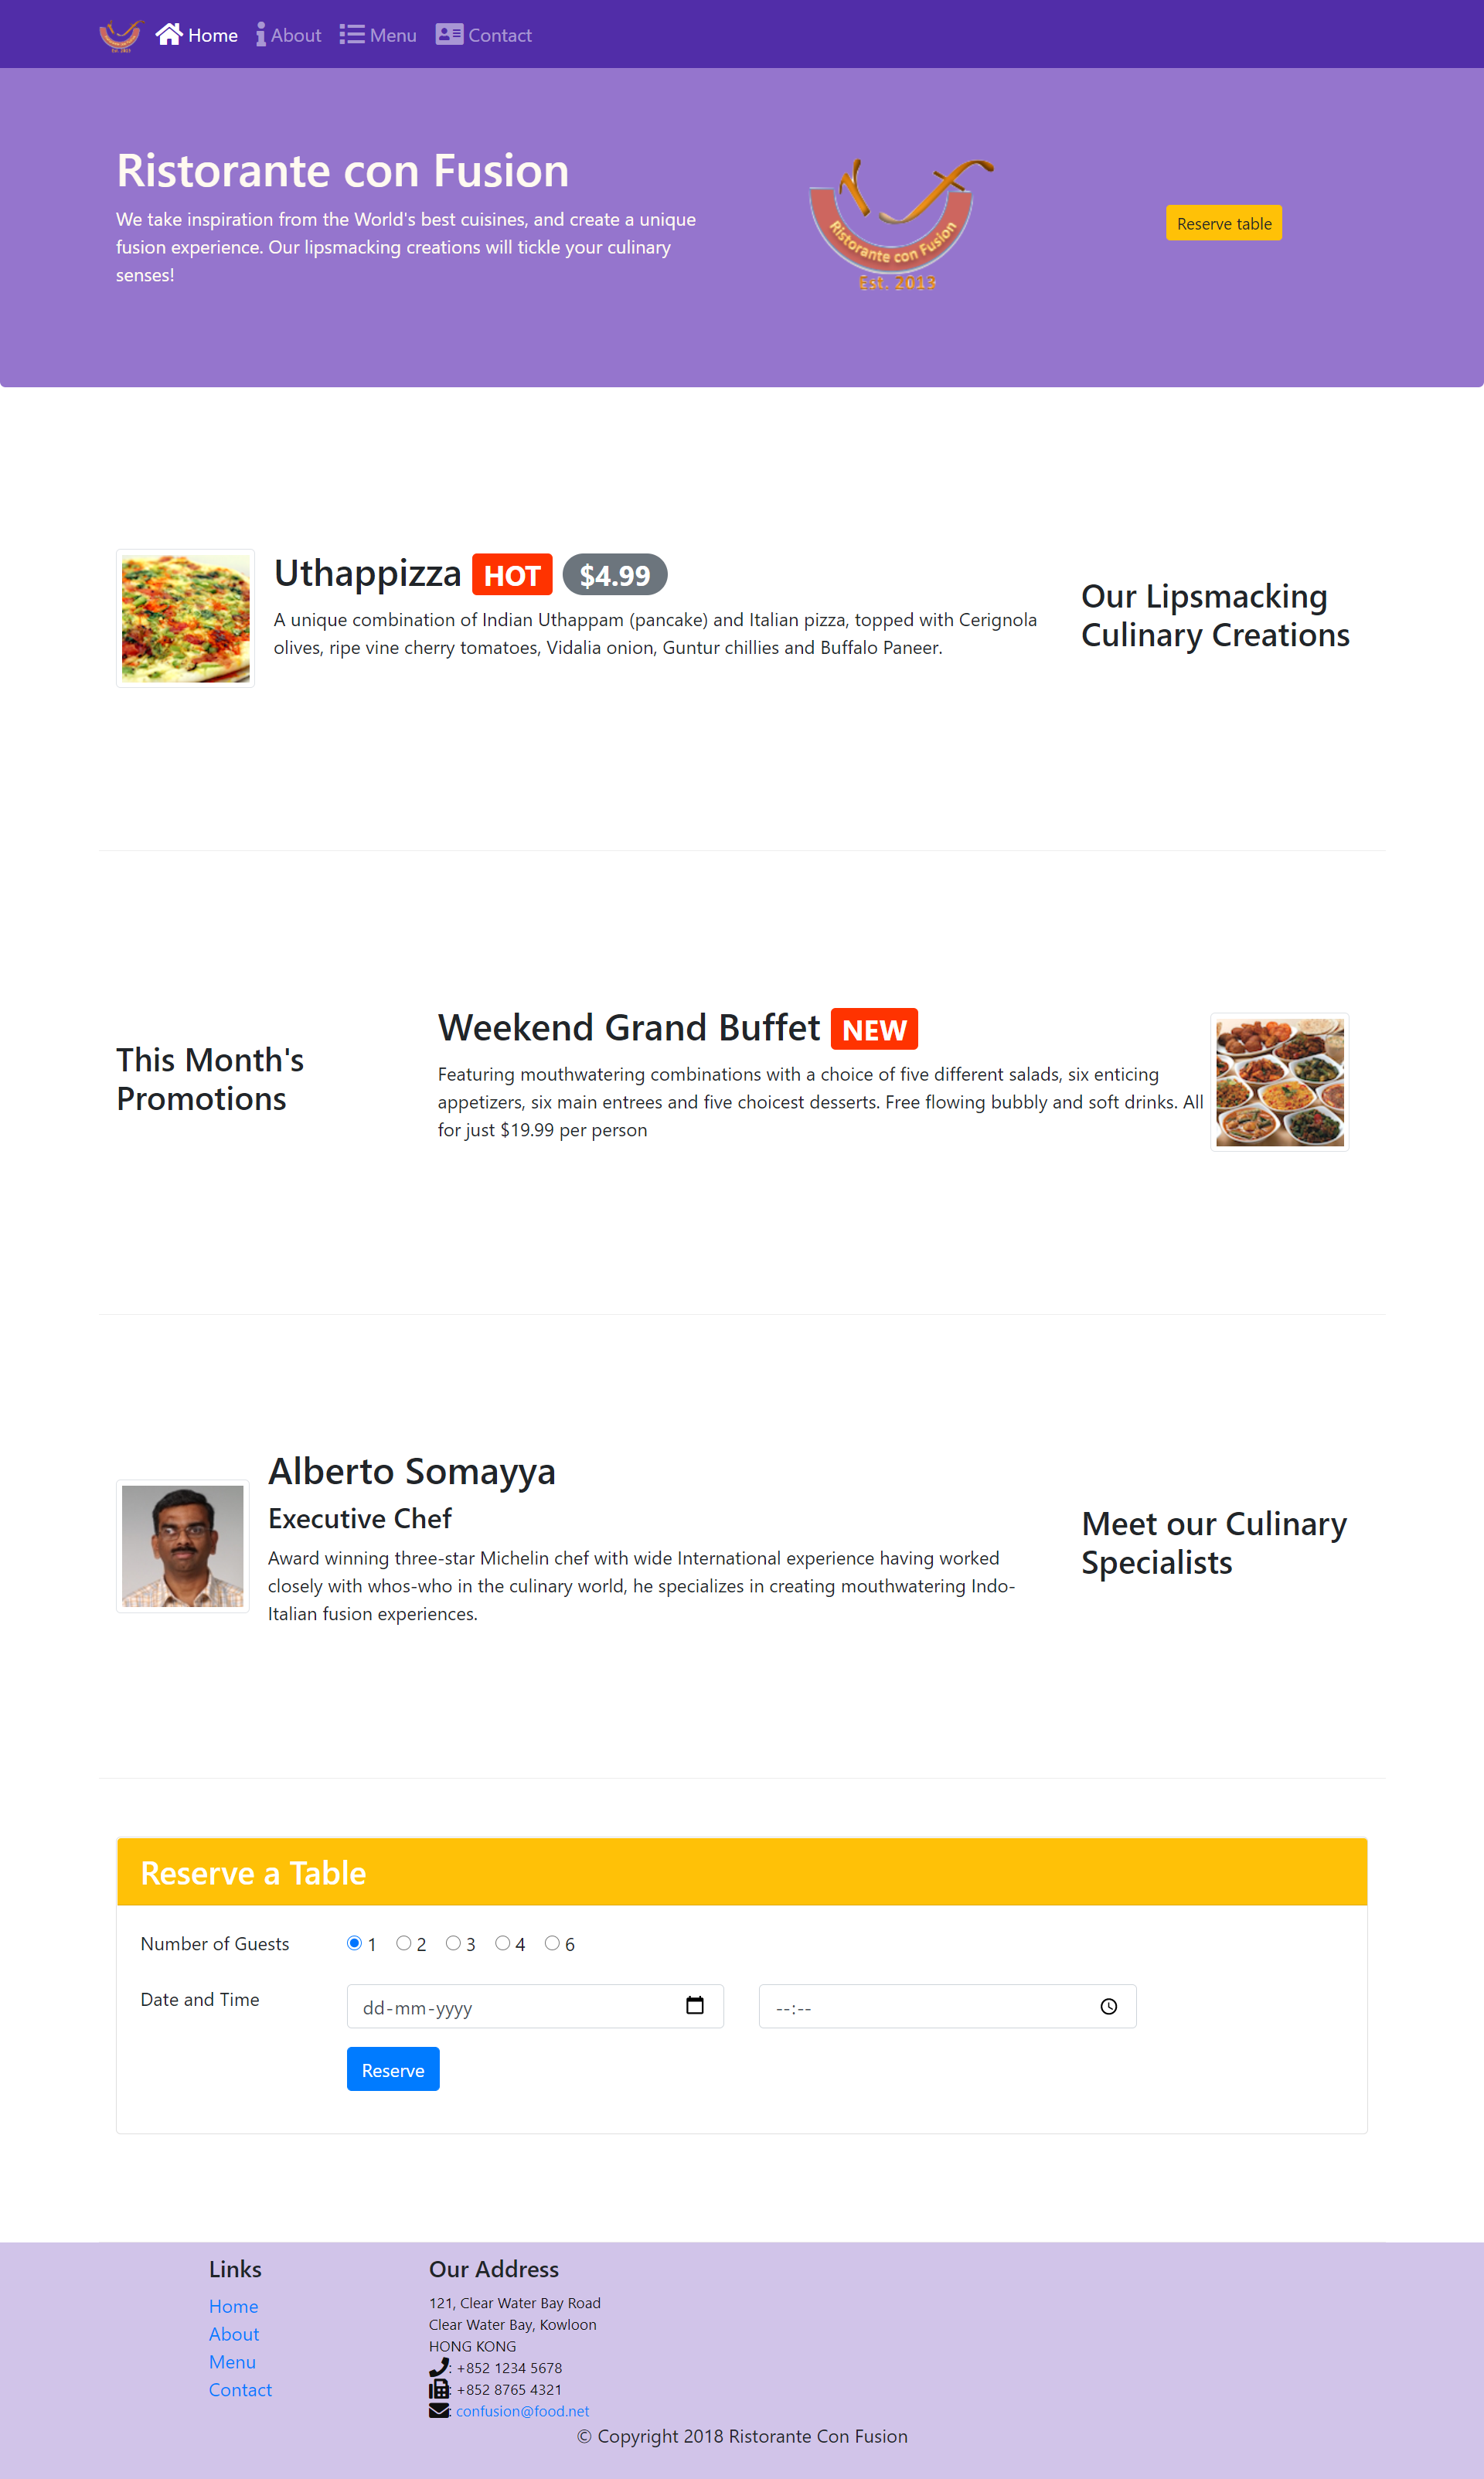 Home About Menu Contact
Ristorante con Fusion
We take inspiration from the World's best cuisines, and create a unique
fusion experience. Our lipsmacking creations will tickle your culinary
senses!
Ristorante con Fusion
Est. 2013
Reserve table
Uthappizza HOT $4.99
A unique combination of Indian Uthappam (pancake) and Italian pizza, topped with Cerignola
olives, ripe vine cherry tomatoes, Vidalia onion, Guntur chillies and Buffalo Paneer.
Our Lipsmacking
Culinary Creations
This Month's
Promotions
Weekend Grand Buffet NEW
Featuring mouthwatering combinations with a choice of five different salads, six enticing
appetizers, six main entrees and five choicest desserts. Free flowing bubbly and soft drinks. All
for just $19.99 per person
Alberto Somayya
Executive Chef
Award winning three-star Michelin chef with wide International experience having worked
closely with whos-who in the culinary world, he specializes in creating mouthwatering Indo-
Italian fusion experiences.
Meet our Culinary
Specialists
Reserve a Table
Number of Guests 1 2 3 4 6
Date and Time dd-mm-yyyy --:--
Reserve
Links
Home
About
Menu
Contact
Our Address
121, Clear Water Bay Road
Clear Water Bay, Kowloon
HONG KONG
: +852 1234 5678
: +852 8765 4321
: confusion@food.net
© Copyright 2018 Ristorante Con Fusion